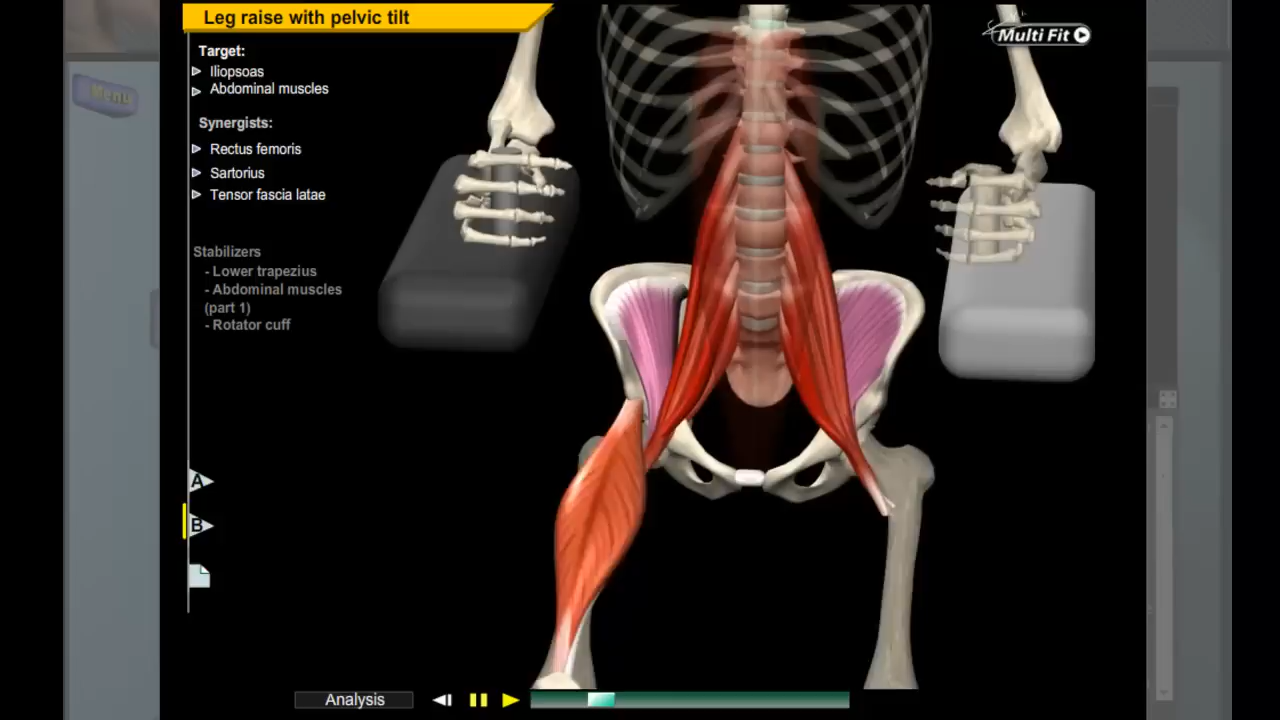 Leg raise with pelvic tilt
Multi Fit
Menu
Target:
Iliopsoas
Abdominal muscles
Synergists:
Rectus femoris
Sartorius
Tensor fascia latae
Stabilizers
- Lower trapezius
- Abdominal muscles
(part 1)
- Rotator cuff
A
B
Analysis